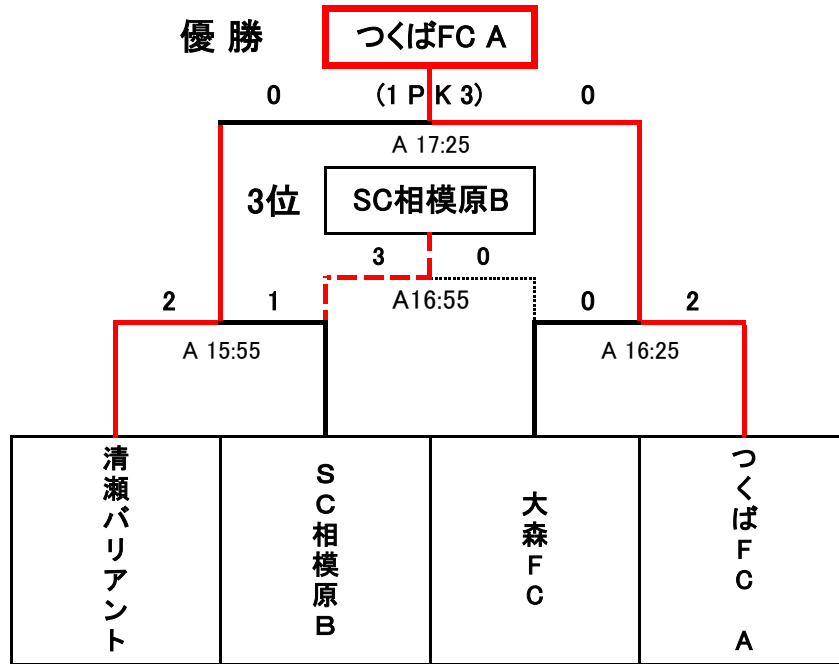 優 勝 つくばFC A
0 (1 P K 3) 0
A 17:25
3位 SC相模原B
3 0
2 1 A16:55 0 2
A 15:55 A 16:25
清瀬バリアント
SC相模原B
大森FC
つくばFC A